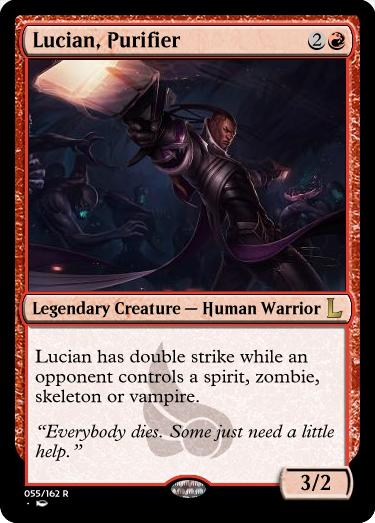 Lucian, Purifier 2
Legendary Creature — Human Warrior L
Lucian has double strike while an
opponent controls a spirit, zombie,
skeleton or vampire.
“Everybody dies. Some just need a little
help.”
055/162 R
3/2